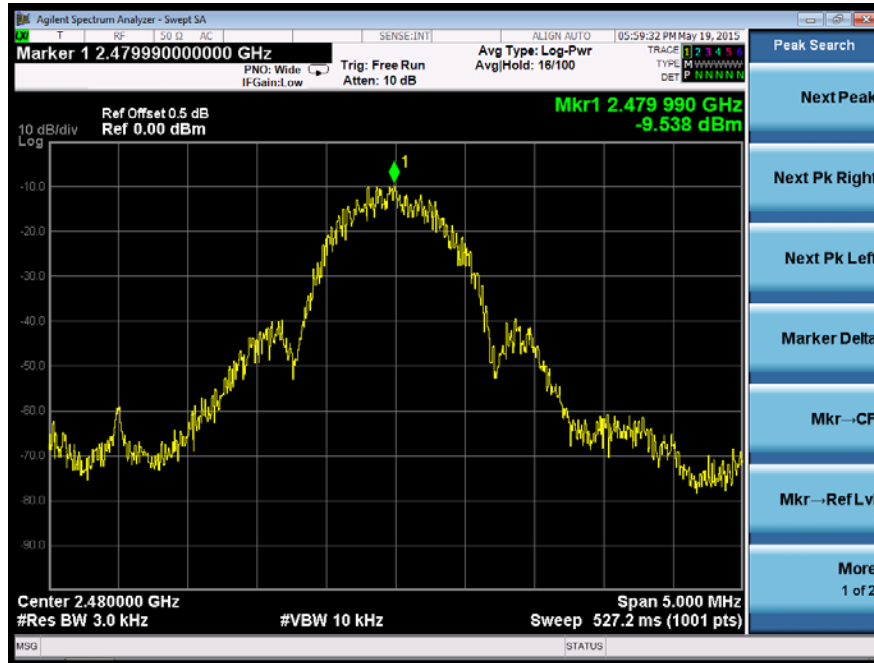 Agilent Spectrum Analyzer - Swept SA
LXI T RF 50 Ω AC SENSE:INT ALIGN AUTO 05:59:32 PM May 19, 2015
Marker 1 2.479990000000 GHz
PNO: Wide
IFGain:Low
Trig: Free Run
Atten: 10 dB
Avg Type: Log-Pwr
Avg|Hold: 16/100
TRACE 1 2 3 4 5 6
TYPE M W W W W W
DET P N N N N N
Peak Search
Mkr1 2.479 990 GHz
-9.538 dBm
Ref Offset 0.5 dB
10 dB/div Ref 0.00 dBm
Log
1
-10.0
-20.0
-30.0
-40.0
-50.0
-60.0
-70.0
-80.0
-90.0
Center 2.480000 GHz Span 5.000 MHz
#Res BW 3.0 kHz #VBW 10 kHz Sweep 527.2 ms (1001 pts)
MSG STATUS
Next Peak
Next Pk Right
Next Pk Left
Marker Delta
Mkr→CF
Mkr→Ref Lvl
More
1 of 2